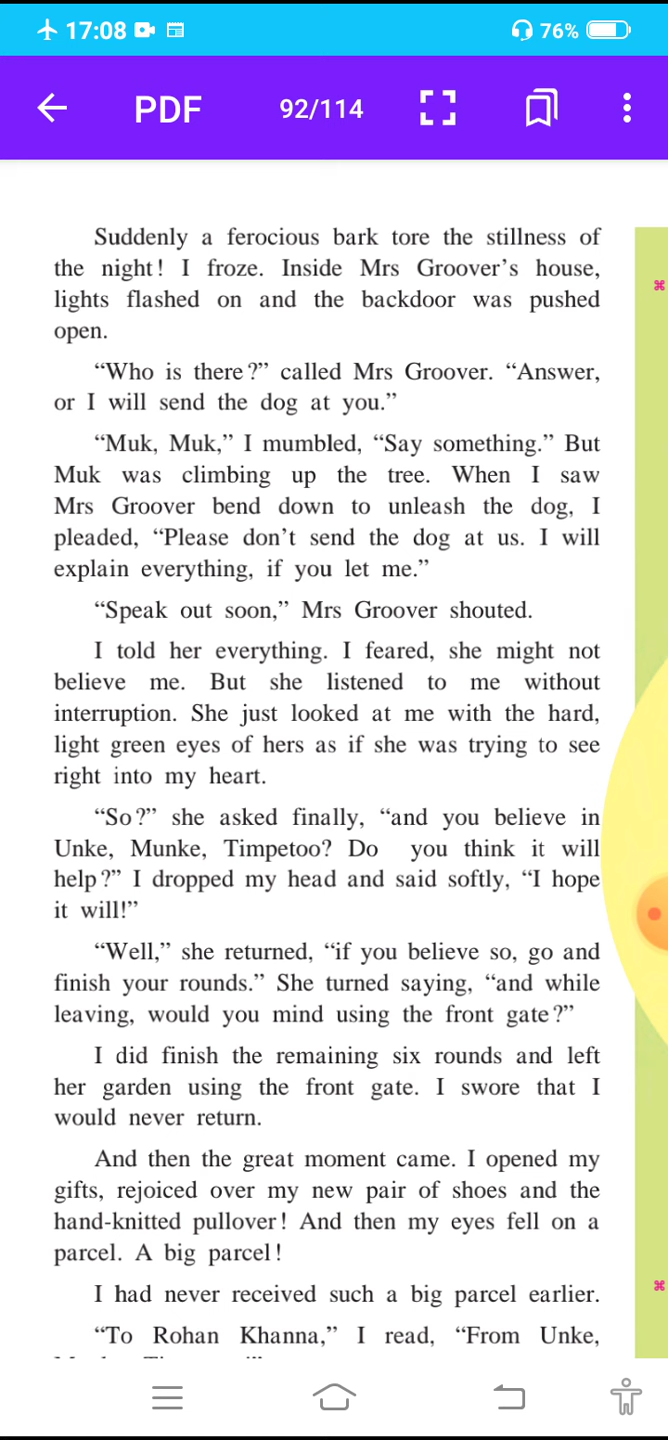 17:08
76%
PDF
92/114
Suddenly a ferocious bark tore the stillness of
the night! I froze. Inside Mrs Groover’s house,
lights flashed on and the backdoor was pushed
open.
“Who is there?” called Mrs Groover. “Answer,
or I will send the dog at you.”
“Muk, Muk,” I mumbled, “Say something.” But
Muk was climbing up the tree. When I saw
Mrs Groover bend down to unleash the dog, I
pleaded, “Please don’t send the dog at us. I will
explain everything, if you let me.”
“Speak out soon,” Mrs Groover shouted.
I told her everything. I feared, she might not
believe me. But she listened to me without
interruption. She just looked at me with the hard,
light green eyes of hers as if she was trying to see
right into my heart.
“So?” she asked finally, “and you believe in
Unke, Munke, Timpetoo? Do you think it will
help?” I dropped my head and said softly, “I hope
it will!”
“Well,” she returned, “if you believe so, go and
finish your rounds.” She turned saying, “and while
leaving, would you mind using the front gate?”
I did finish the remaining six rounds and left
her garden using the front gate. I swore that I
would never return.
And then the great moment came. I opened my
gifts, rejoiced over my new pair of shoes and the
hand-knitted pullover! And then my eyes fell on a
parcel. A big parcel!
I had never received such a big parcel earlier.
“To Rohan Khanna,” I read, “From Unke,